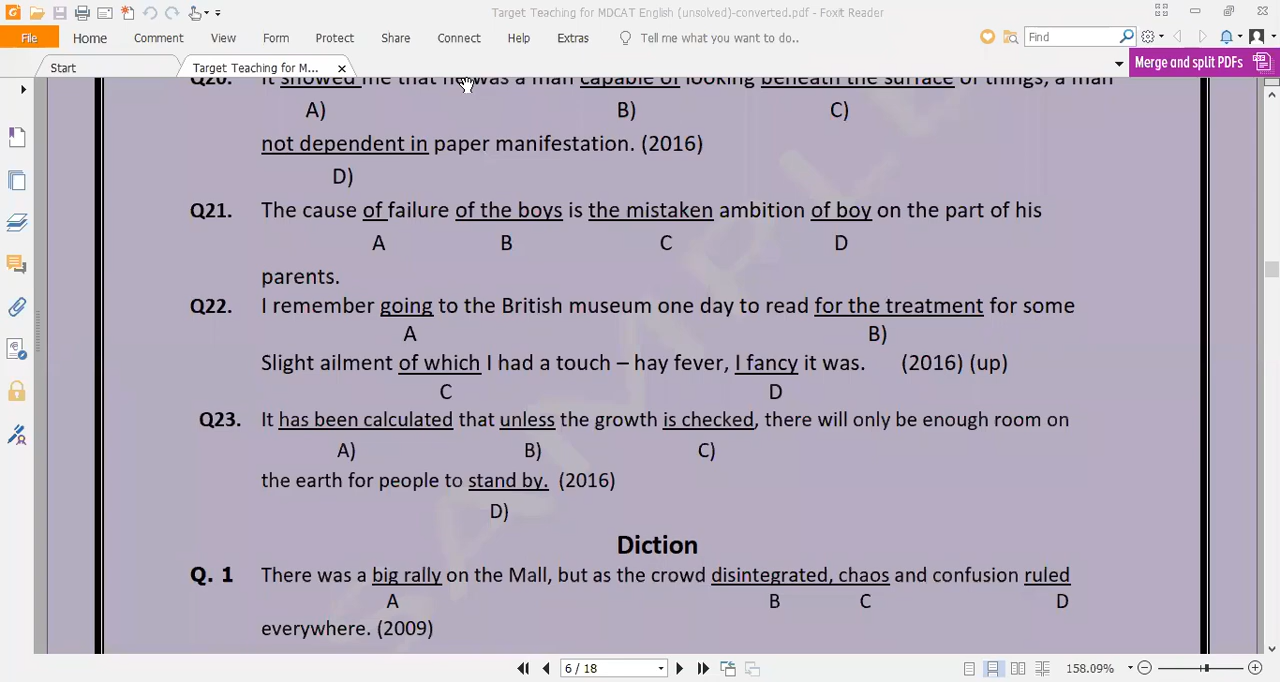 Target Teaching for MDCAT English (unsolved)-converted.pdf - Foxit Reader
File Home Comment View Form Protect Share Connect Help Extras Tell me what you want to do.. Find
Start Target Teaching for M... Merge and split PDFs
Q20. It showed me that he was a man capable of looking beneath the surface of things, a man
A) B) C)
not dependent in paper manifestation. (2016)
D)
Q21. The cause of failure of the boys is the mistaken ambition of boy on the part of his
A B C D
parents.
Q22. I remember going to the British museum one day to read for the treatment for some
A B)
Slight ailment of which I had a touch – hay fever, I fancy it was. (2016) (up)
C D
Q23. It has been calculated that unless the growth is checked, there will only be enough room on
A) B) C)
the earth for people to stand by. (2016)
D)
Diction
Q. 1 There was a big rally on the Mall, but as the crowd disintegrated, chaos and confusion ruled
A B C D
everywhere. (2009)
6 / 18 158.09%